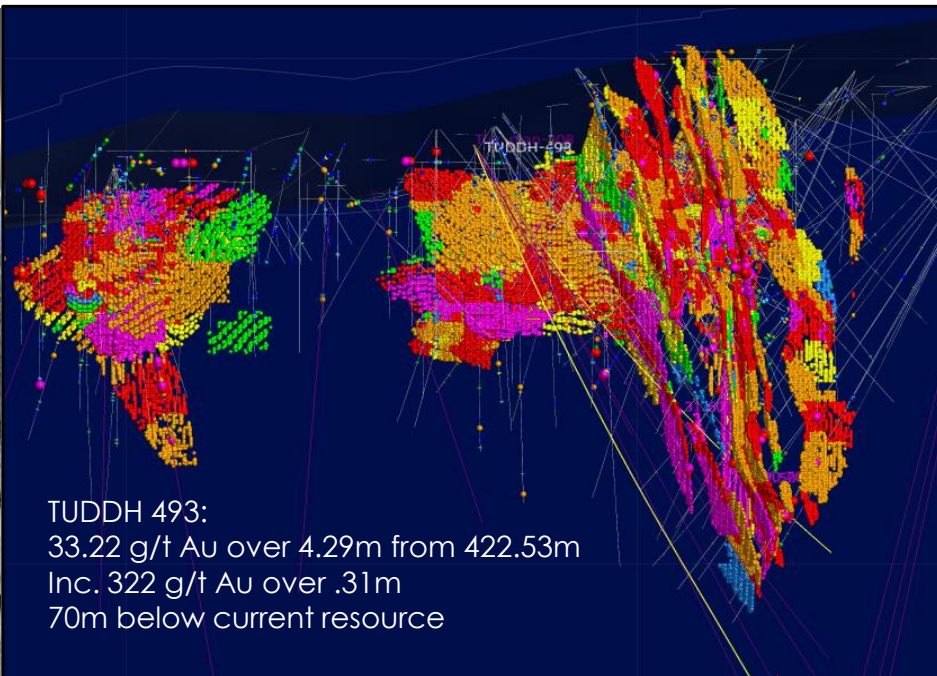 TUDDH-493
TUDDH 493:
33.22 g/t Au over 4.29m from 422.53m
Inc. 322 g/t Au over .31m
70m below current resource